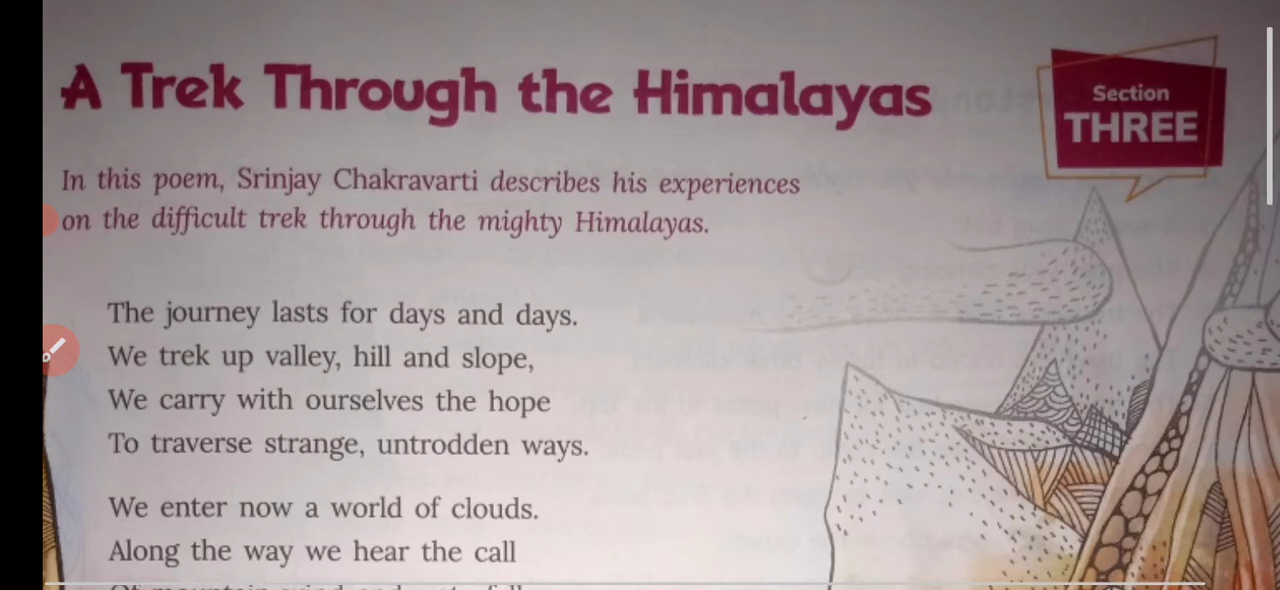 A Trek Through the Himalayas
Section
THREE
In this poem, Srinjay Chakravarti describes his experiences
on the difficult trek through the mighty Himalayas.
The journey lasts for days and days.
We trek up valley, hill and slope,
We carry with ourselves the hope
To traverse strange, untrodden ways.
We enter now a world of clouds.
Along the way we hear the call